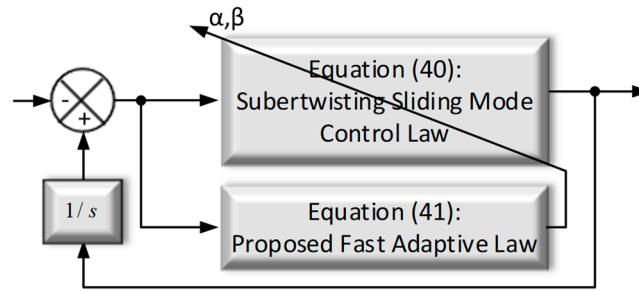 α,β
Equation (40):
Subertwisting Sliding Mode
Control Law
-
+
1/ s
Equation (41):
Proposed Fast Adaptive Law